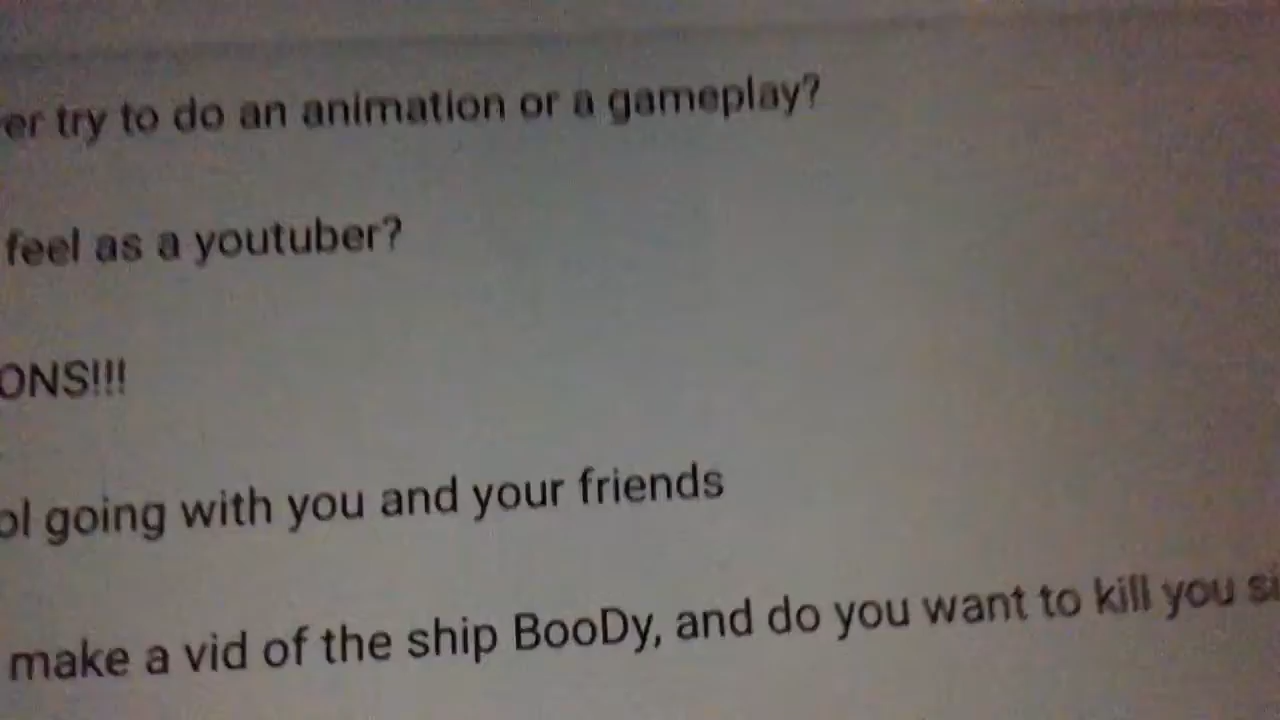 er try to do an animation or a gameplay?
feel as a youtuber?
ONS!!!
ol going with you and your friends
make a vid of the ship BooDy, and do you want to kill you si